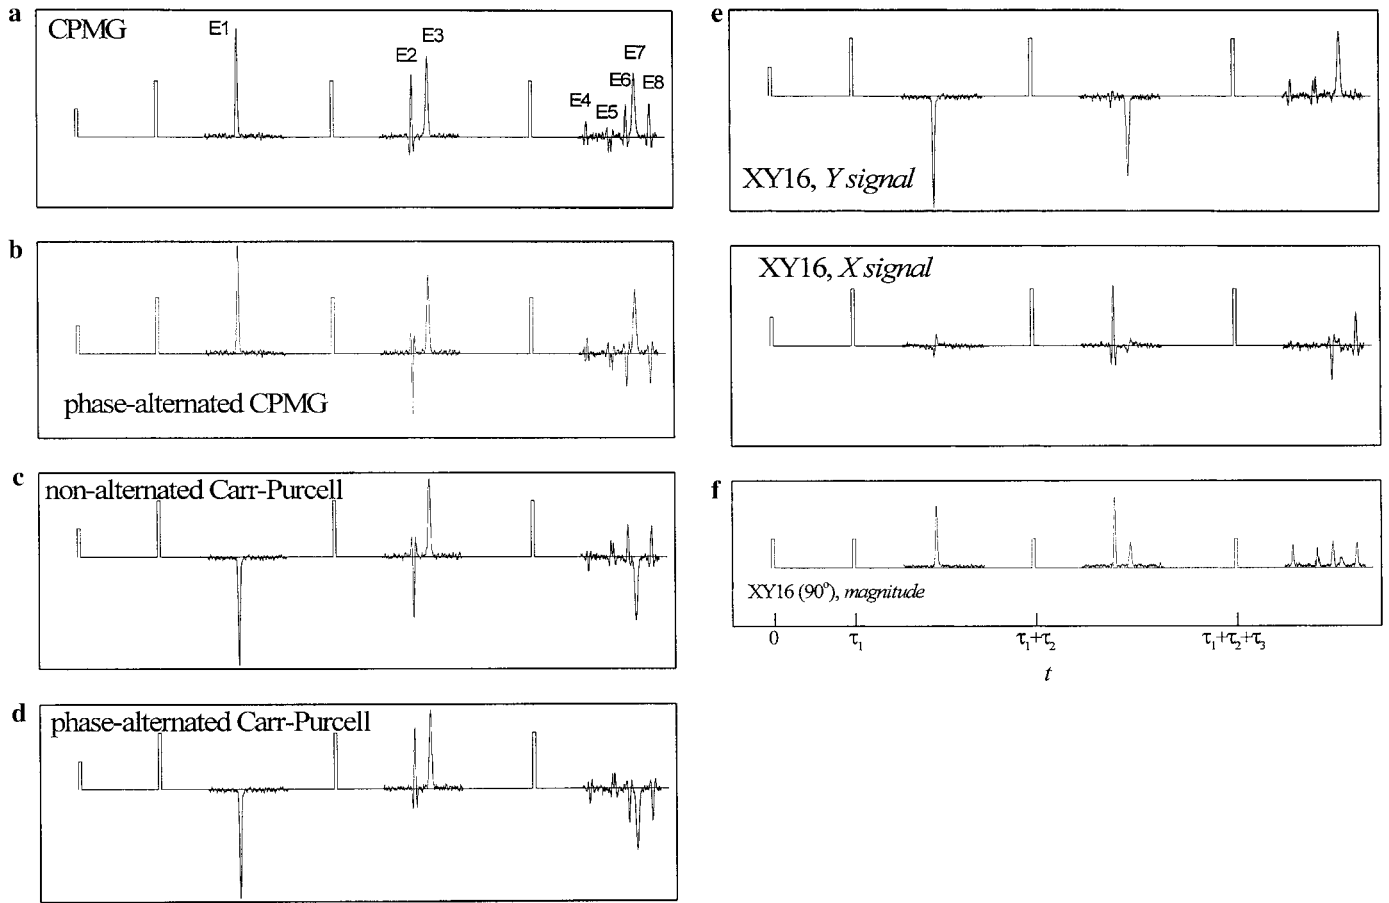 a
CPMG
E1
E2
E3
E4
E5
E6
E7
E8
b
phase-alternated CPMG
c
non-alternated Carr-Purcell
d
phase-alternated Carr-Purcell
e
XY16, Y signal
XY16, X signal
f
XY16 (90°), magnitude
0
τ₁
τ₁+τ₂
τ₁+τ₂+τ₃
t